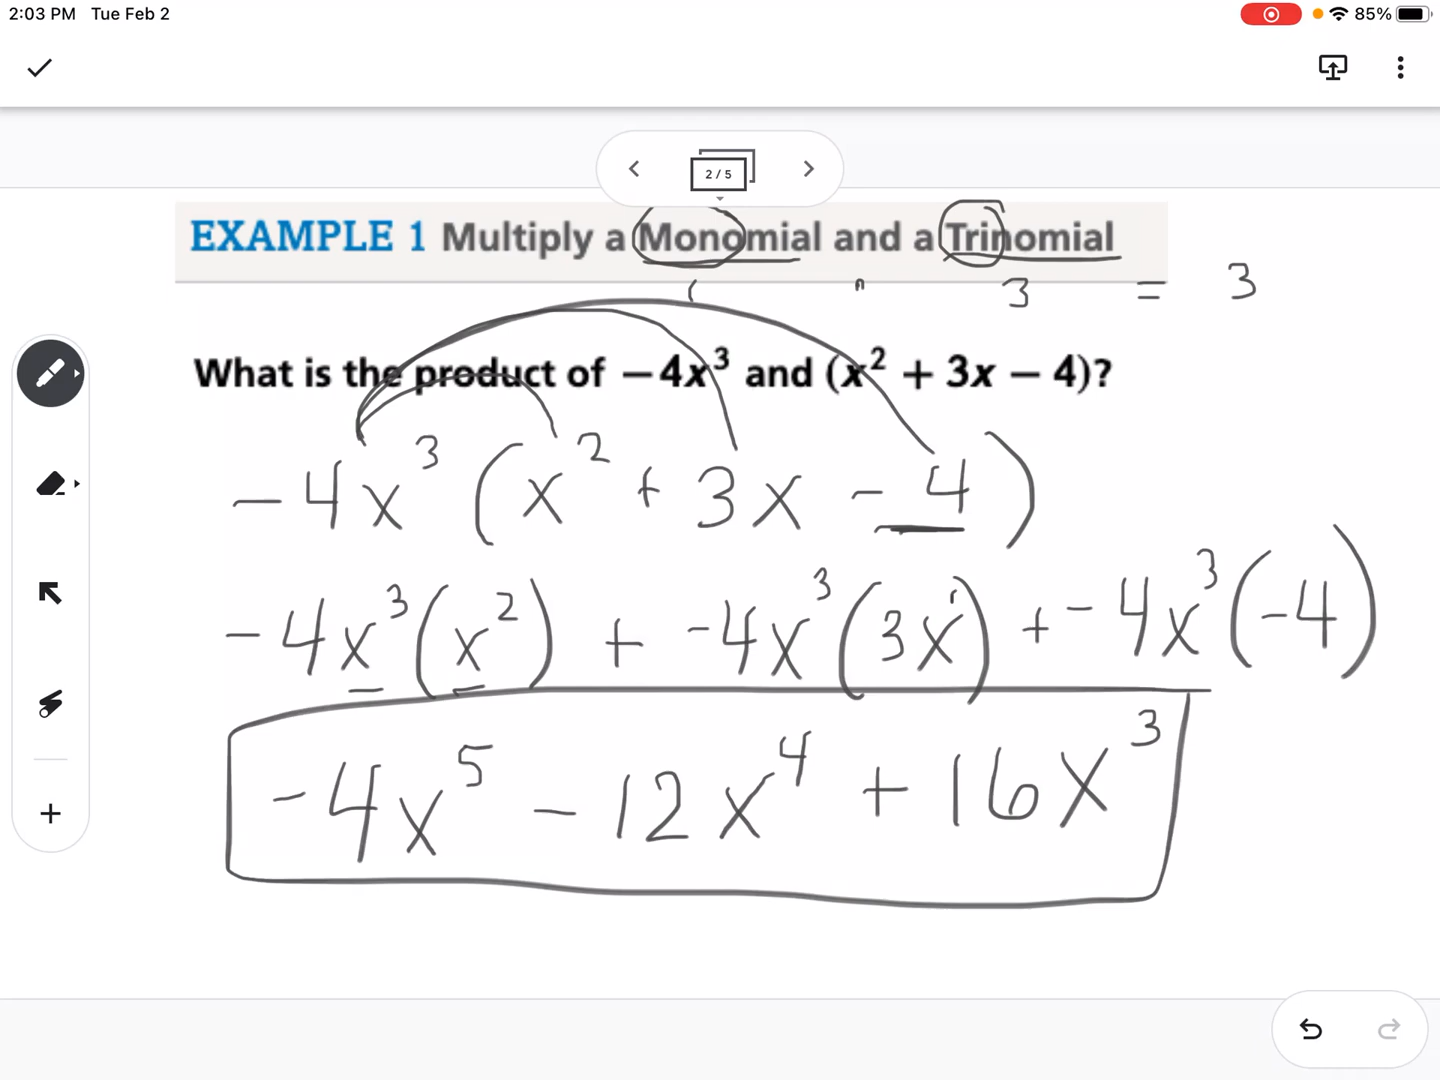 2:03 PM Tue Feb 2 85%
2 / 5
EXAMPLE 1 Multiply a Monomial and a Trinomial
3 = 3
What is the product of −4x³ and (x² + 3x − 4)?
-4x³(x² + 3x - 4)
-4x³(x²) + -4x³(3x¹) + -4x³(-4)
-4x⁵ - 12x⁴ + 16x³